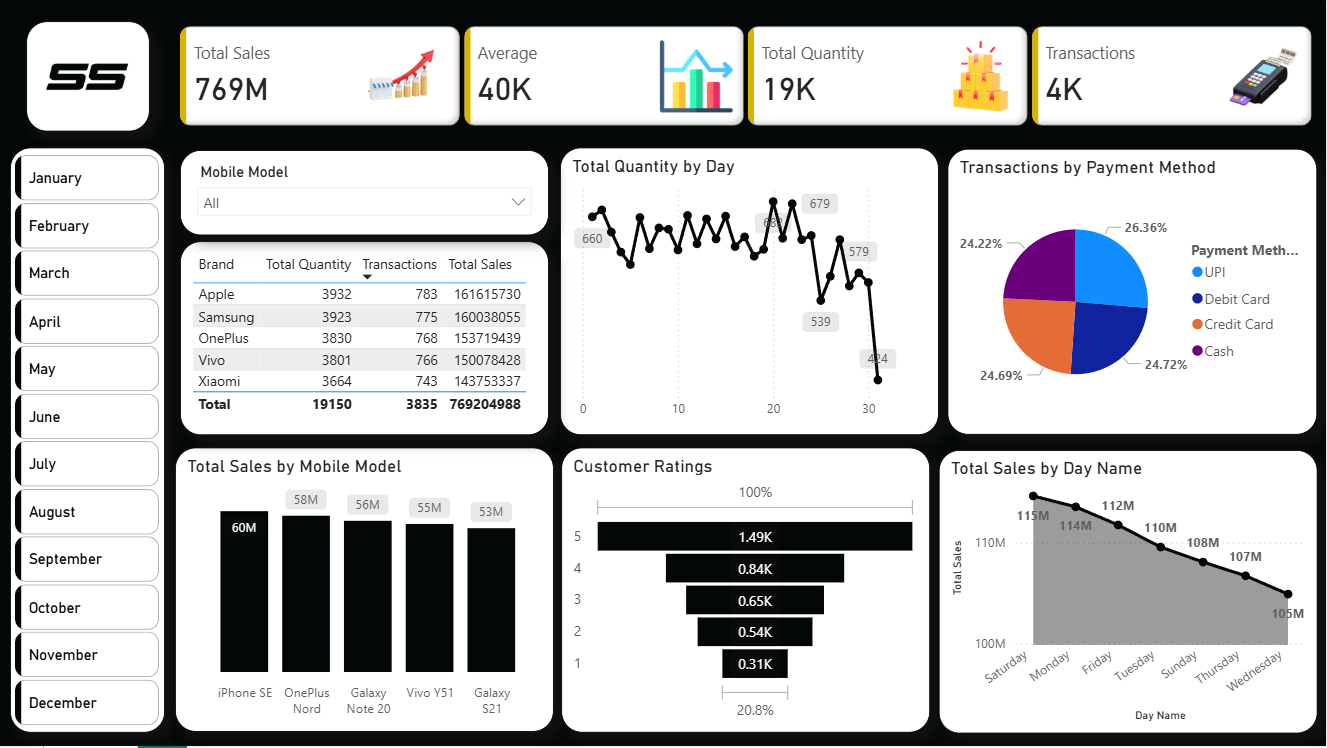 SS
Total Sales
769M
Average
40K
Total Quantity
19K
Transactions
4K
January
February
March
April
May
June
July
August
September
October
November
December
Mobile Model
All
Brand Total Quantity Transactions Total Sales
Apple 3932 783 161615730
Samsung 3923 775 160038055
OnePlus 3830 768 153719439
Vivo 3801 766 150078428
Xiaomi 3664 743 143753337
Total 19150 3835 769204988
Total Quantity by Day
679
660
579
539
424
0 10 20 30
Transactions by Payment Method
26.36%
24.22%
24.72%
24.69%
Payment Meth...
UPI
Debit Card
Credit Card
Cash
Total Sales by Mobile Model
60M
58M
56M
55M
53M
iPhone SE
OnePlus
Nord
Galaxy
Note 20
Vivo Y51
Galaxy
S21
Customer Ratings
100%
5 1.49K
4 0.84K
3 0.65K
2 0.54K
1 0.31K
20.8%
Total Sales by Day Name
Total Sales
110M
100M
115M
114M
112M
110M
108M
107M
105M
Saturday
Monday
Friday
Tuesday
Sunday
Thursday
Wednesday
Day Name